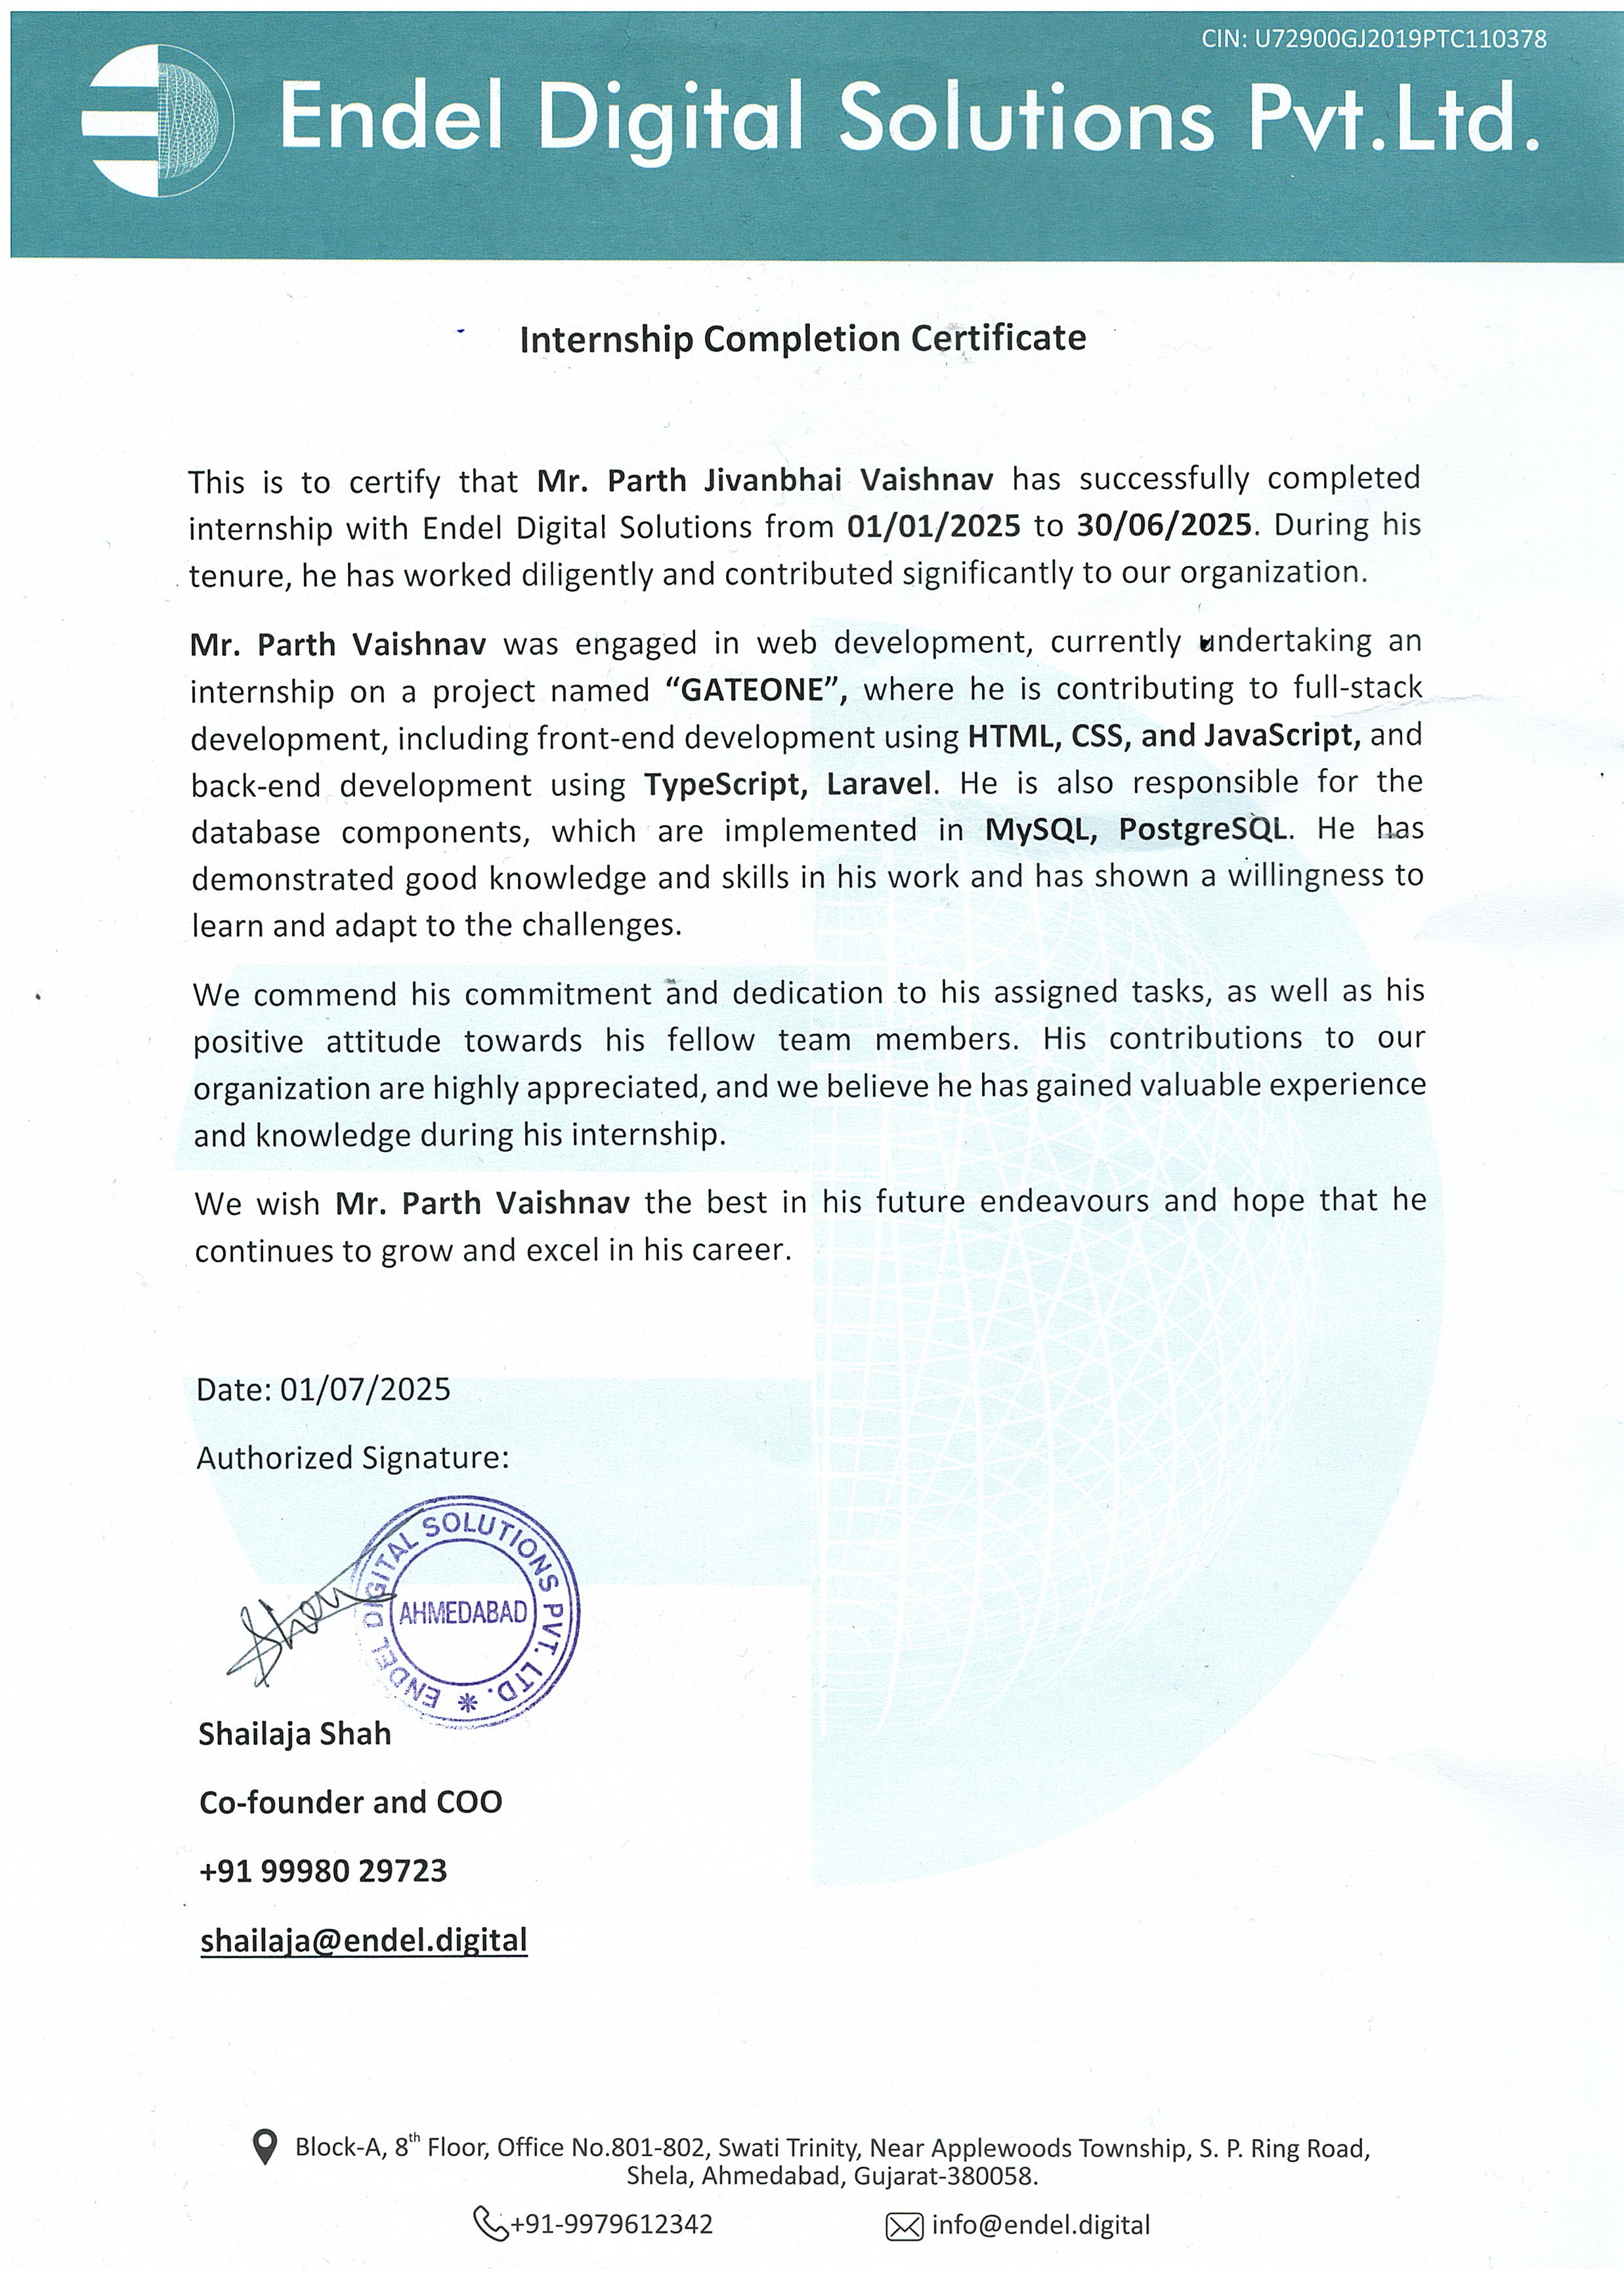 CIN: U72900GJ2019PTC110378
Endel Digital Solutions Pvt.Ltd.
Internship Completion Certificate
This is to certify that Mr. Parth Jivanbhai Vaishnav has successfully completed
internship with Endel Digital Solutions from 01/01/2025 to 30/06/2025. During his
tenure, he has worked diligently and contributed significantly to our organization.
Mr. Parth Vaishnav was engaged in web development, currently undertaking an
internship on a project named “GATEONE”, where he is contributing to full-stack
development, including front-end development using HTML, CSS, and JavaScript, and
back-end development using TypeScript, Laravel. He is also responsible for the
database components, which are implemented in MySQL, PostgreSQL. He has
demonstrated good knowledge and skills in his work and has shown a willingness to
learn and adapt to the challenges.
We commend his commitment and dedication to his assigned tasks, as well as his
positive attitude towards his fellow team members. His contributions to our
organization are highly appreciated, and we believe he has gained valuable experience
and knowledge during his internship.
We wish Mr. Parth Vaishnav the best in his future endeavours and hope that he
continues to grow and excel in his career.
Date: 01/07/2025
Authorized Signature:
ENDEL DIGITAL SOLUTIONS PVT. LTD. *
AHMEDABAD
Shailaja Shah
Co-founder and COO
+91 99980 29723
shailaja@endel.digital
Block-A, 8th Floor, Office No.801-802, Swati Trinity, Near Applewoods Township, S. P. Ring Road,
Shela, Ahmedabad, Gujarat-380058.
+91-9979612342
info@endel.digital